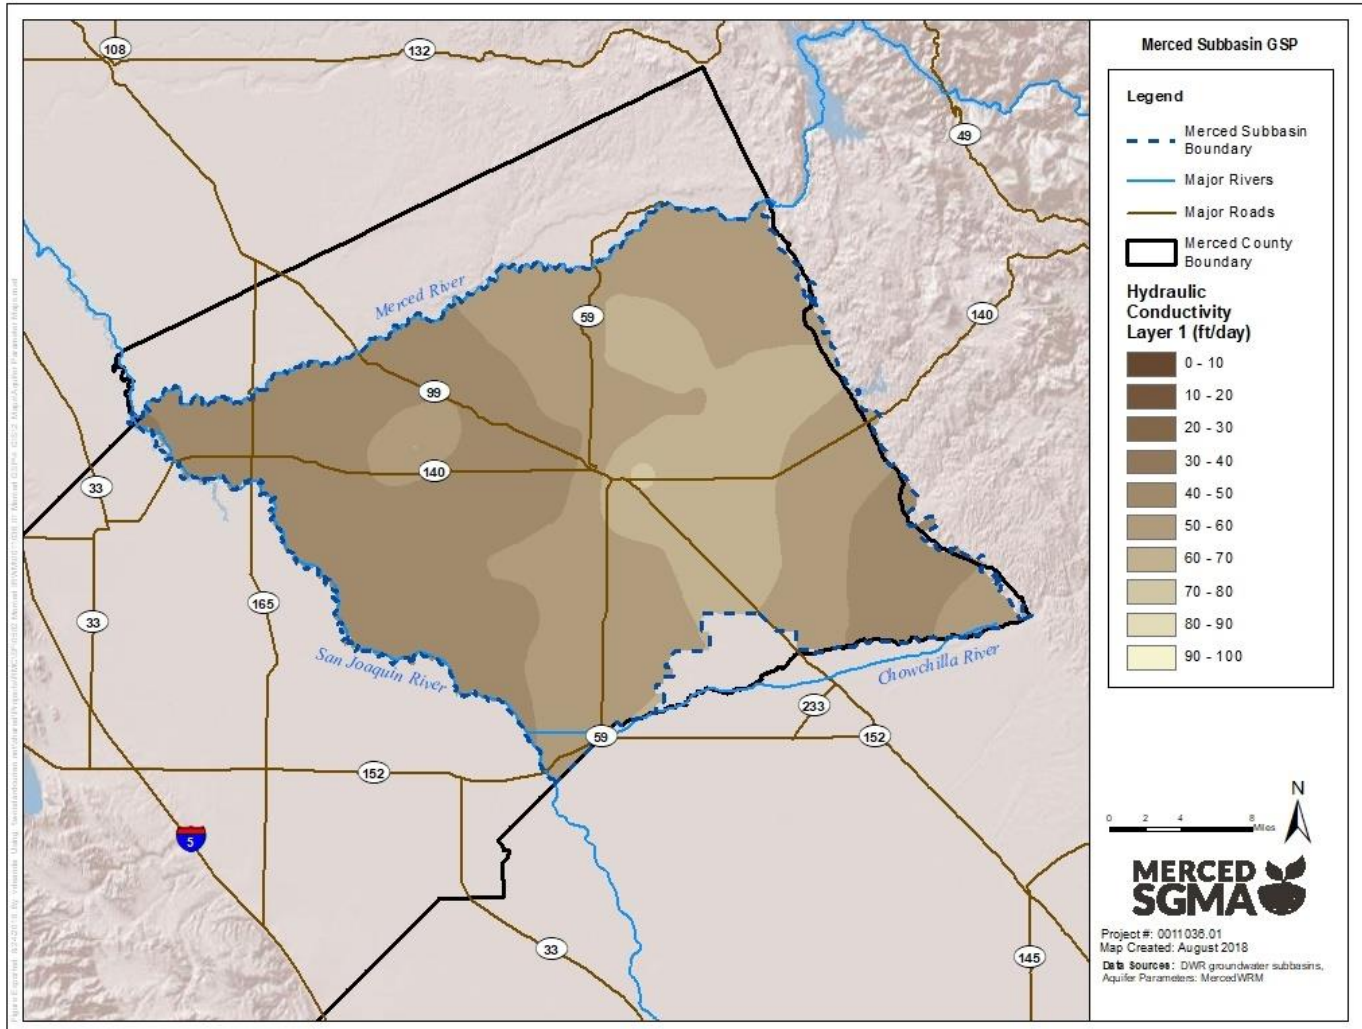 108
132
49
Merced River
59
140
99
140
33
33
165
San Joaquin River
Chowchilla River
233
59
152
152
5
33
145
Merced Subbasin GSP
Legend
Merced Subbasin
Boundary
Major Rivers
Major Roads
Merced County
Boundary
Hydraulic
Conductivity
Layer 1 (ft/day)
0 - 10
10 - 20
20 - 30
30 - 40
40 - 50
50 - 60
60 - 70
70 - 80
80 - 90
90 - 100
N
0 2 4 8
Miles
MERCED
SGMA
Project #: 0011036.01
Map Created: August 2018
Data Sources: DWR groundwater subbasins,
Aquifer Parameters: MercedWRM